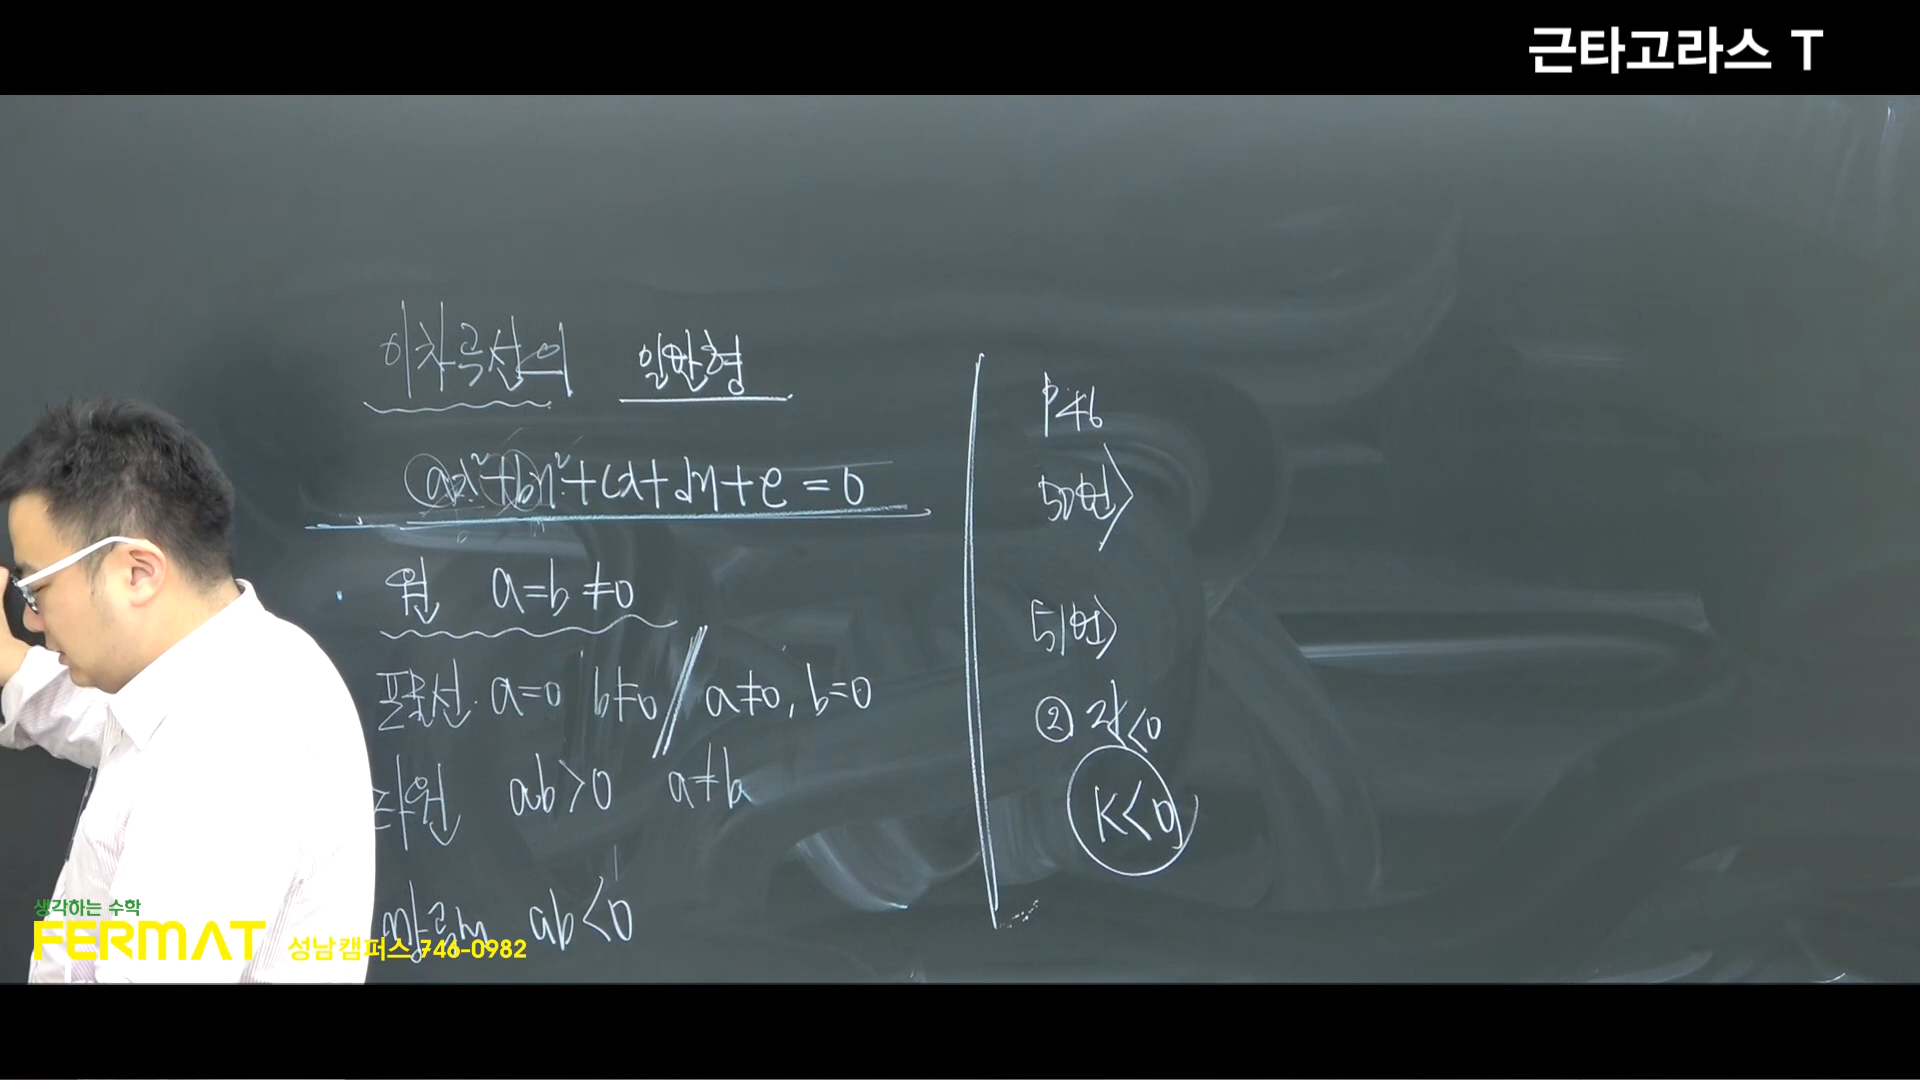 근타고라스 T
이차곡선의 일반형
ax²+by²+cx+dy+e=0
원 a=b≠0
포물선 a=0 b≠0 / a≠0, b=0
타원 ab>0 a≠b
쌍곡선 ab<0
P46
50번>
51번>
② 각<0
K<9
생각하는 수학
FERMAT 성남캠퍼스 746-0982